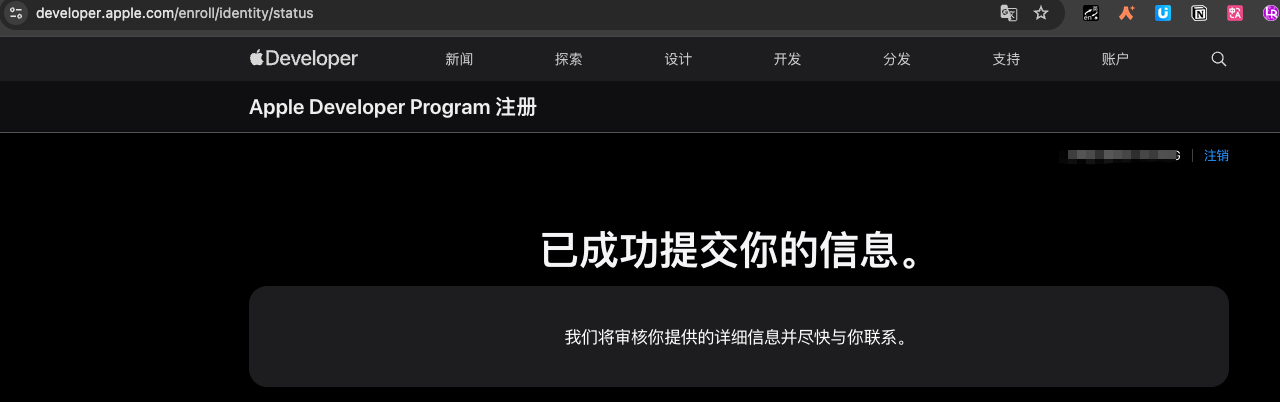 developer.apple.com/enroll/identity/status
Developer 新闻 探索 设计 开发 分发 支持 账户
Apple Developer Program 注册
注销
已成功提交你的信息。
我们将审核你提供的详细信息并尽快与你联系。